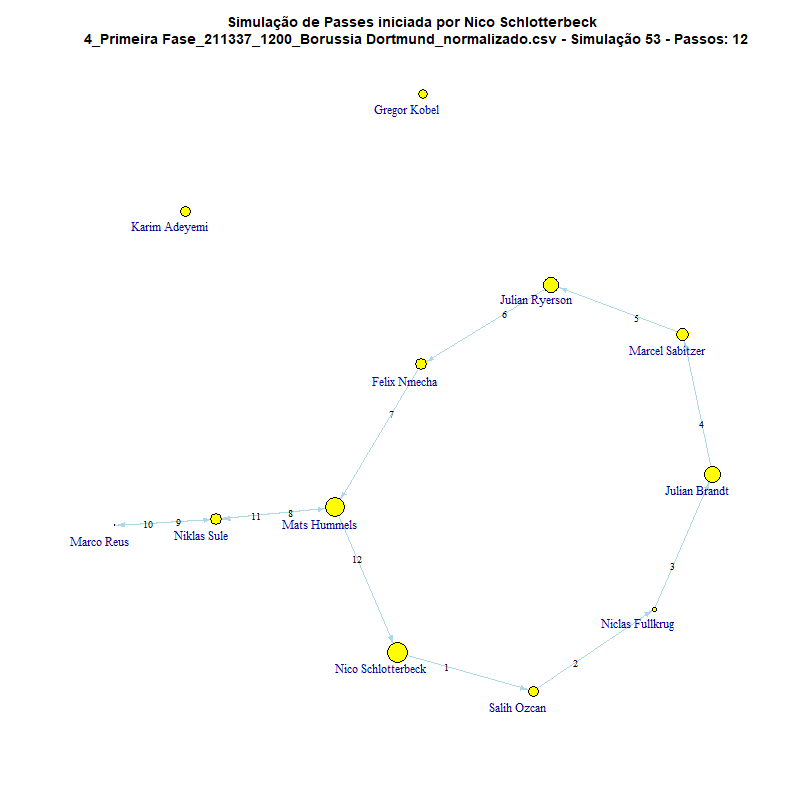 Simulação de Passes iniciada por Nico Schlotterbeck
4_Primeira Fase_211337_1200_Borussia Dortmund_normalizado.csv - Simulação 53 - Passos: 12
Gregor Kobel
Karim Adeyemi
Julian Ryerson
6
5
Marcel Sabitzer
Felix Nmecha
7
4
Julian Brandt
Mats Hummels
8
11
9
10
Niklas Sule
Marco Reus
12
3
Niclas Fullkrug
Nico Schlotterbeck
1
2
Salih Ozcan